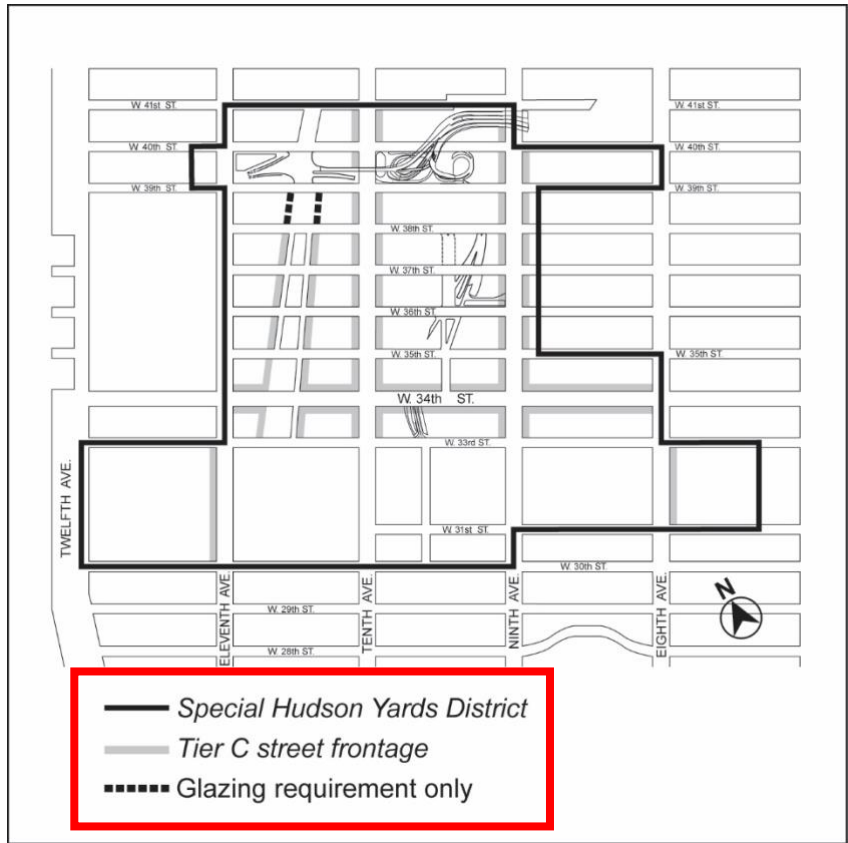 W. 41st ST.
W. 41st ST.
W. 40th ST.
W. 40th ST.
W. 39th ST.
W. 39th ST.
W. 38th ST.
W. 37th ST.
W. 36th ST.
W. 35th ST.
W. 35th ST.
W. 34th ST.
W. 33rd ST.
W. 31st ST.
W. 30th ST.
W. 29th ST.
W. 28th ST.
TWELFTH AVE.
ELEVENTH AVE.
TENTH AVE.
NINTH AVE.
EIGHTH AVE.
N
Special Hudson Yards District
Tier C street frontage
Glazing requirement only